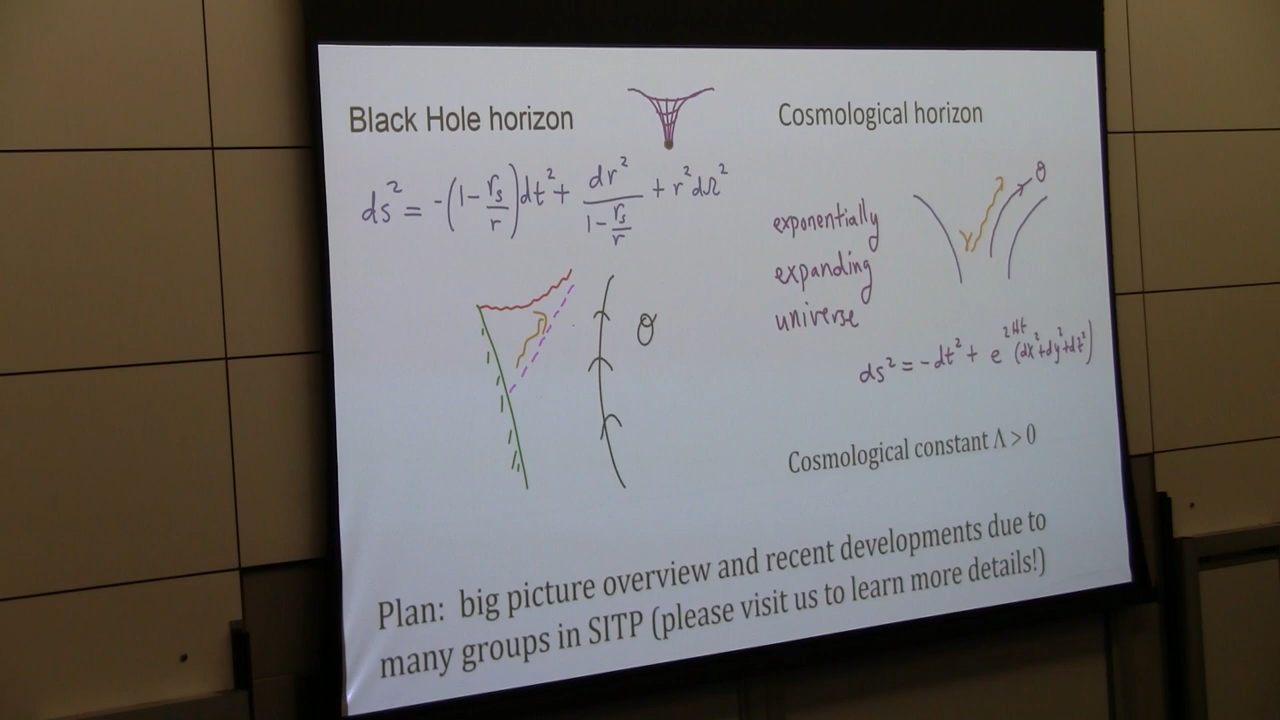 Black Hole horizon
ds² = -(1 - rₛ/r)dt² + dr²/(1 - rₛ/r) + r²dΩ²
θ
Cosmological horizon
exponentially
expanding
universe
γ
θ
ds² = -dt² + e^{2Ht}(dx²+dy²+dz²)
Cosmological constant Λ > 0
Plan: big picture overview and recent developments due to
many groups in SITP (please visit us to learn more details!)